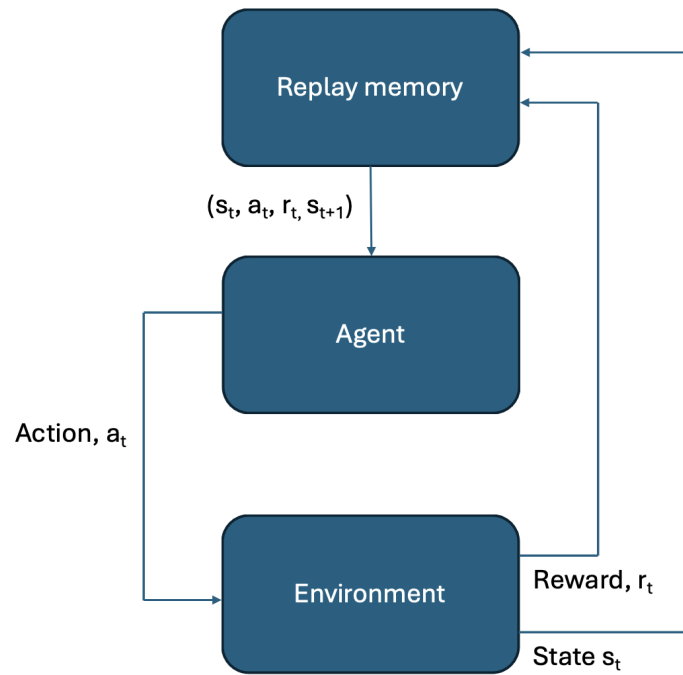 Replay memory
(sₜ, aₜ, rₜ, sₜ₊₁)
Agent
Action, aₜ
Environment
Reward, rₜ
State sₜ